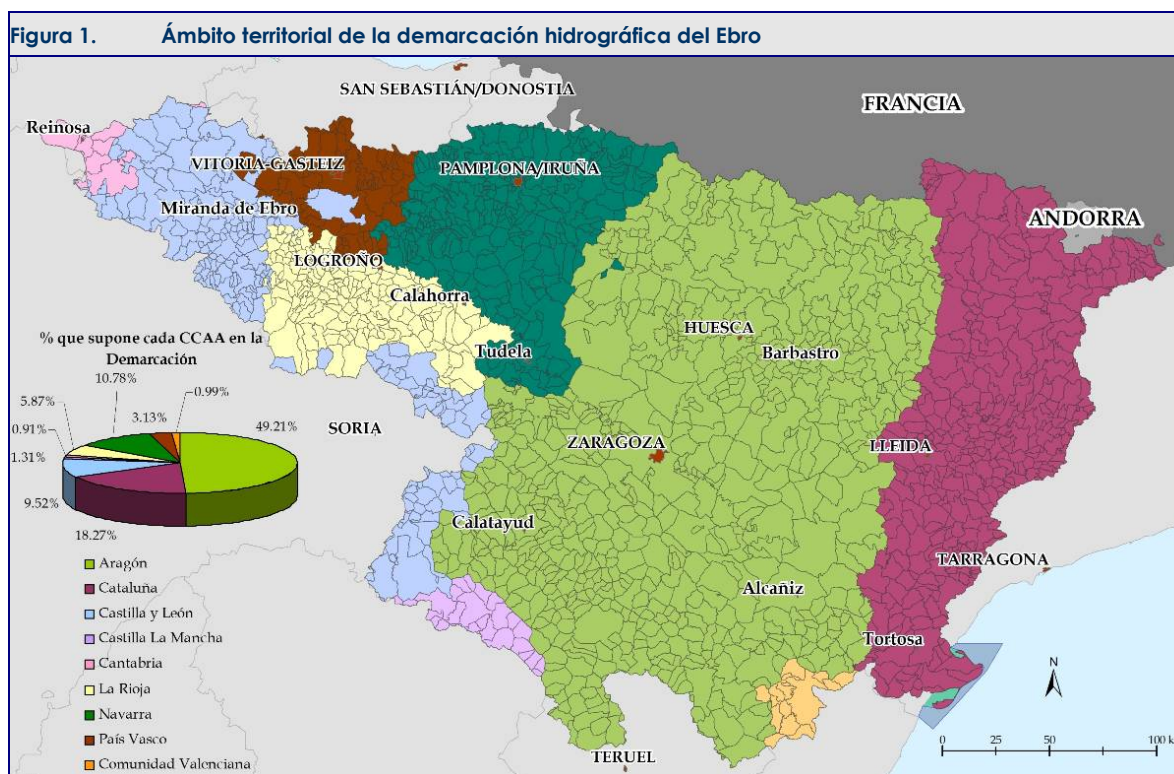 Figura 1. Ámbito territorial de la demarcación hidrográfica del Ebro
SAN SEBASTIÁN/DONOSTIA
FRANCIA
Reinosa
VITORIA-GASTEIZ
PAMPLONA/IRUÑA
ANDORRA
Miranda de Ebro
LOGROÑO
Calahorra
HUESCA
Barbastro
Tudela
SORIA
ZARAGOZA
LLEIDA
Calatayud
TARRAGONA
Alcañiz
Tortosa
TERUEL
% que supone cada CCAA en la
Demarcación
10.78%
0.99%
5.87%
3.13%
49.21%
0.91%
1.31%
9.52%
18.27%
Aragón
Cataluña
Castilla y León
Castilla La Mancha
Cantabria
La Rioja
Navarra
País Vasco
Comunidad Valenciana
N
0 25 50 100 k